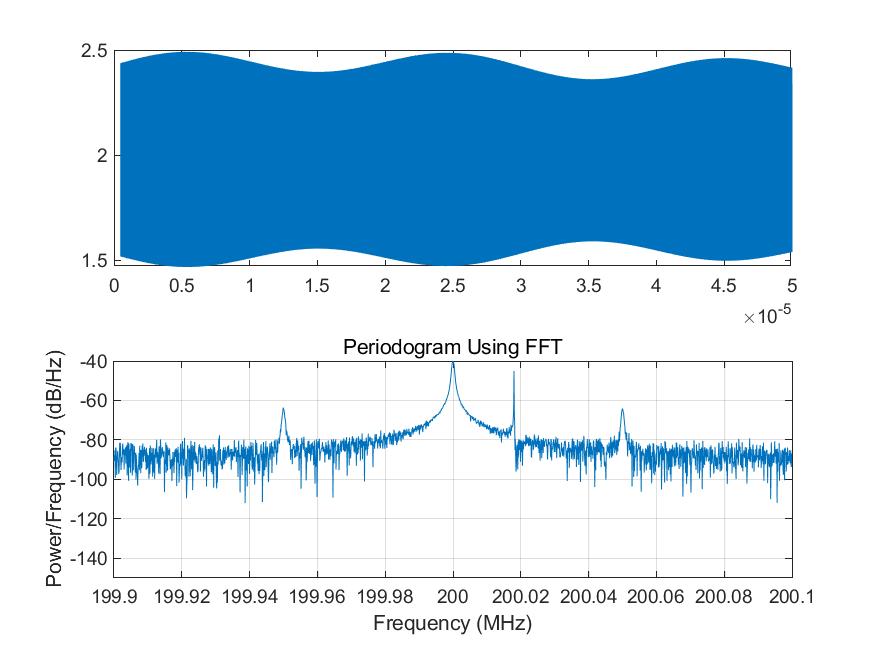 2.5
2
1.5
0 0.5 1 1.5 2 2.5 3 3.5 4 4.5 5
×10-5
Periodogram Using FFT
Power/Frequency (dB/Hz)
-40
-60
-80
-100
-120
-140
199.9 199.92 199.94 199.96 199.98 200 200.02 200.04 200.06 200.08 200.1
Frequency (MHz)